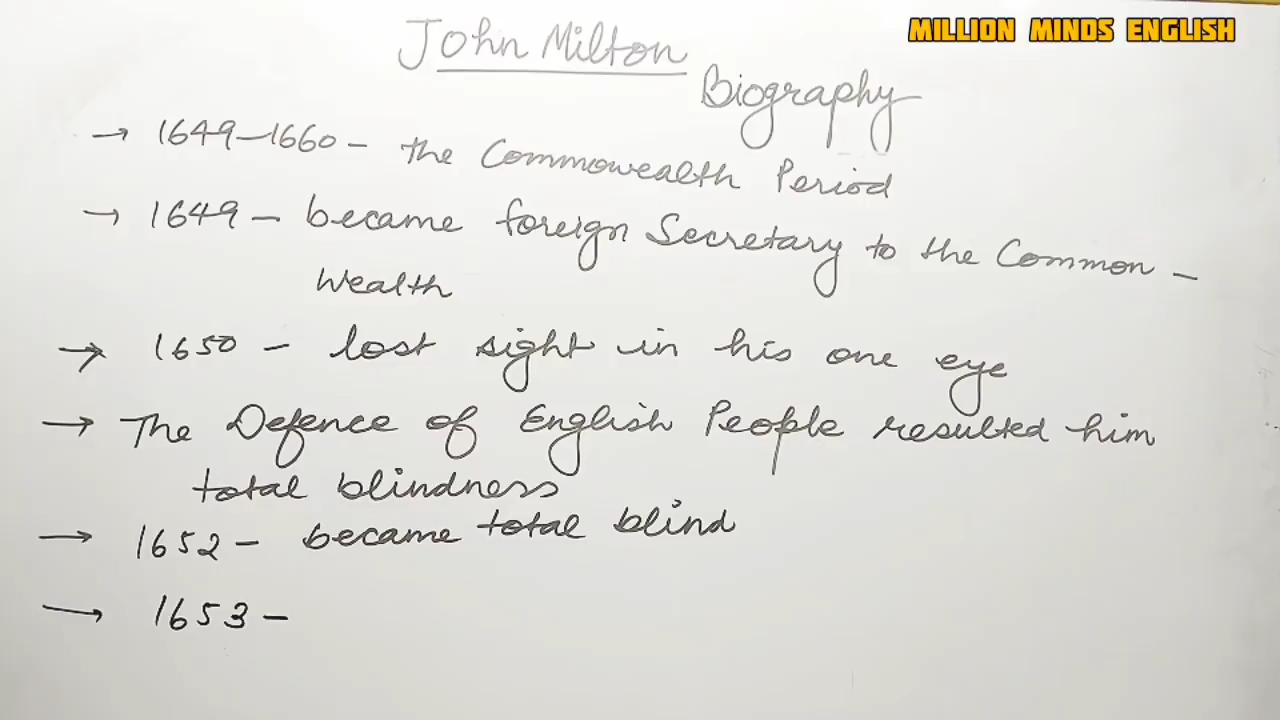 MILLION MINDS ENGLISH
John Milton
Biography
→ 1649-1660 - the Commowealth Period
→ 1649 - became foreign Secretary to the Common -
Wealth
→ 1650 - lost sight in his one eye
→ The Defence of English People resulted him
total blindness
→ 1652 - became total blind
→ 1653 -